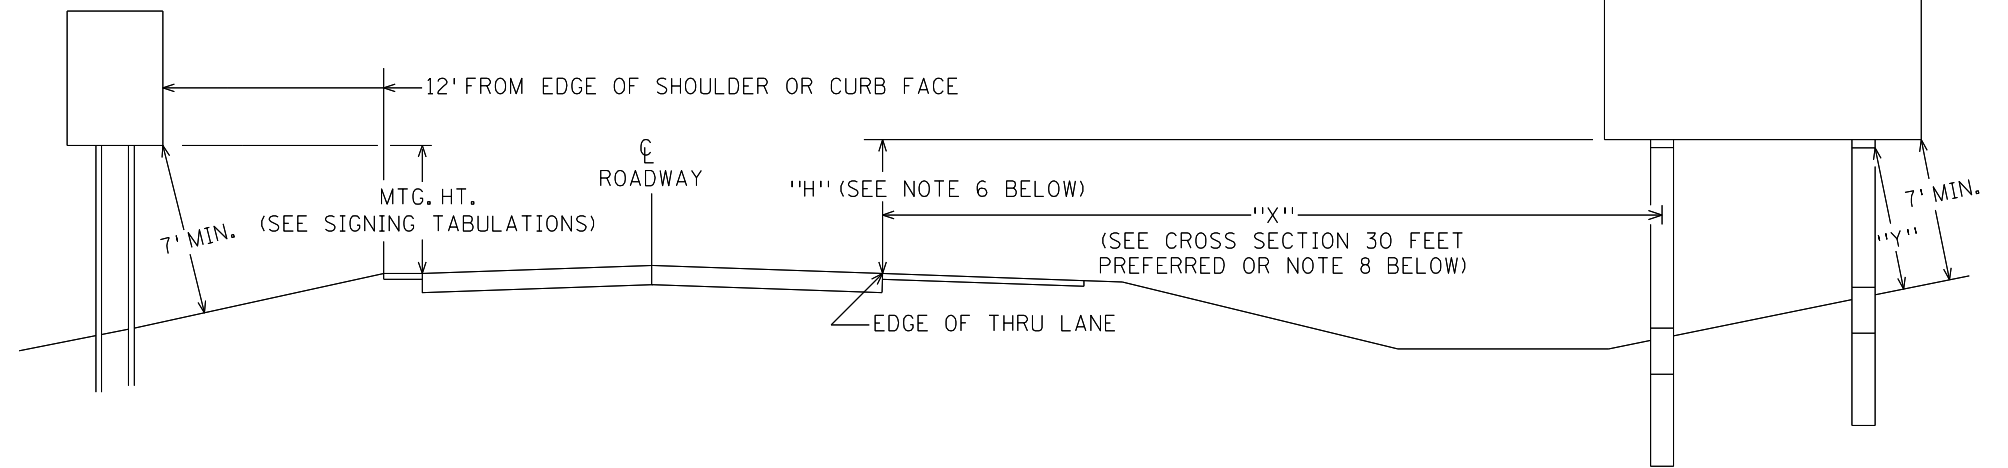 12' FROM EDGE OF SHOULDER OR CURB FACE
℄
ROADWAY
MTG. HT.
(SEE SIGNING TABULATIONS)
7' MIN.
"H" (SEE NOTE 6 BELOW)
"X"
(SEE CROSS SECTION 30 FEET
PREFERRED OR NOTE 8 BELOW)
7' MIN.
"Y"
EDGE OF THRU LANE